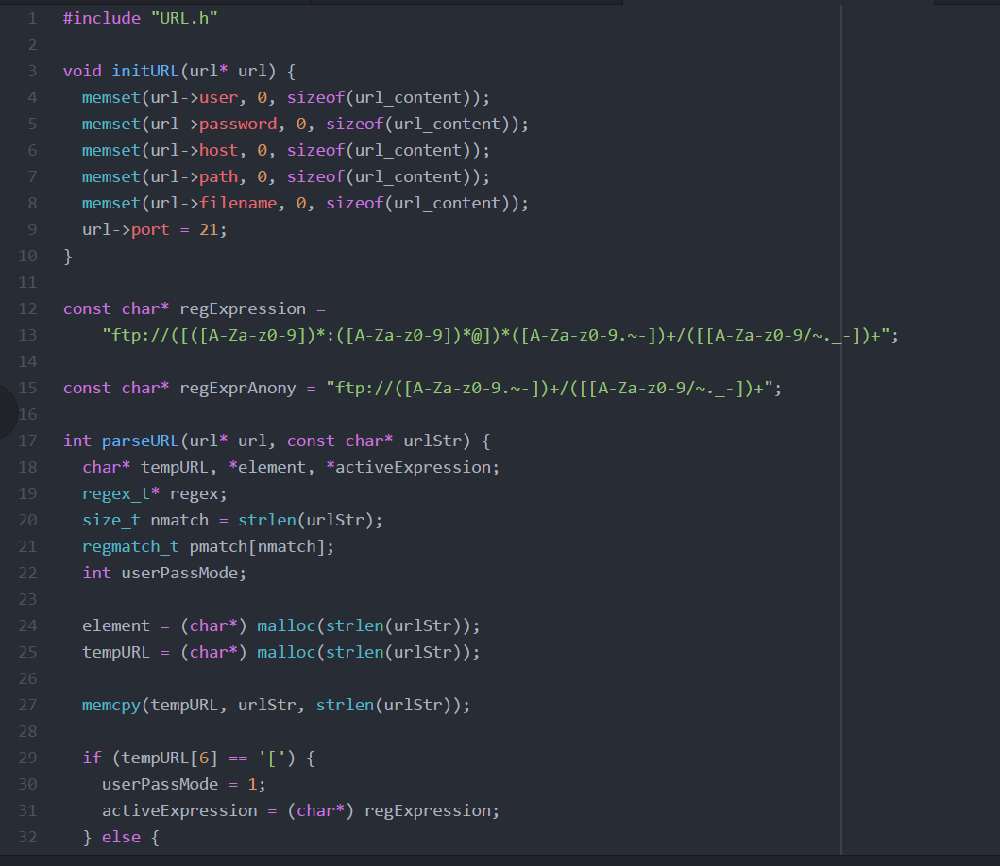 1 #include "URL.h"
2
3 void initURL(url* url) {
4   memset(url->user, 0, sizeof(url_content));
5   memset(url->password, 0, sizeof(url_content));
6   memset(url->host, 0, sizeof(url_content));
7   memset(url->path, 0, sizeof(url_content));
8   memset(url->filename, 0, sizeof(url_content));
9   url->port = 21;
10 }
11
12 const char* regExpression =
13     "ftp://([([A-Za-z0-9])*:([A-Za-z0-9])*@])*([A-Za-z0-9.~-])+/([[A-Za-z0-9/~._-])+";
14
15 const char* regExprAnony = "ftp://([A-Za-z0-9.~-])+/([[A-Za-z0-9/~._-])+";
16
17 int parseURL(url* url, const char* urlStr) {
18   char* tempURL, *element, *activeExpression;
19   regex_t* regex;
20   size_t nmatch = strlen(urlStr);
21   regmatch_t pmatch[nmatch];
22   int userPassMode;
23
24   element = (char*) malloc(strlen(urlStr));
25   tempURL = (char*) malloc(strlen(urlStr));
26
27   memcpy(tempURL, urlStr, strlen(urlStr));
28
29   if (tempURL[6] == '[') {
30     userPassMode = 1;
31     activeExpression = (char*) regExpression;
32   } else {